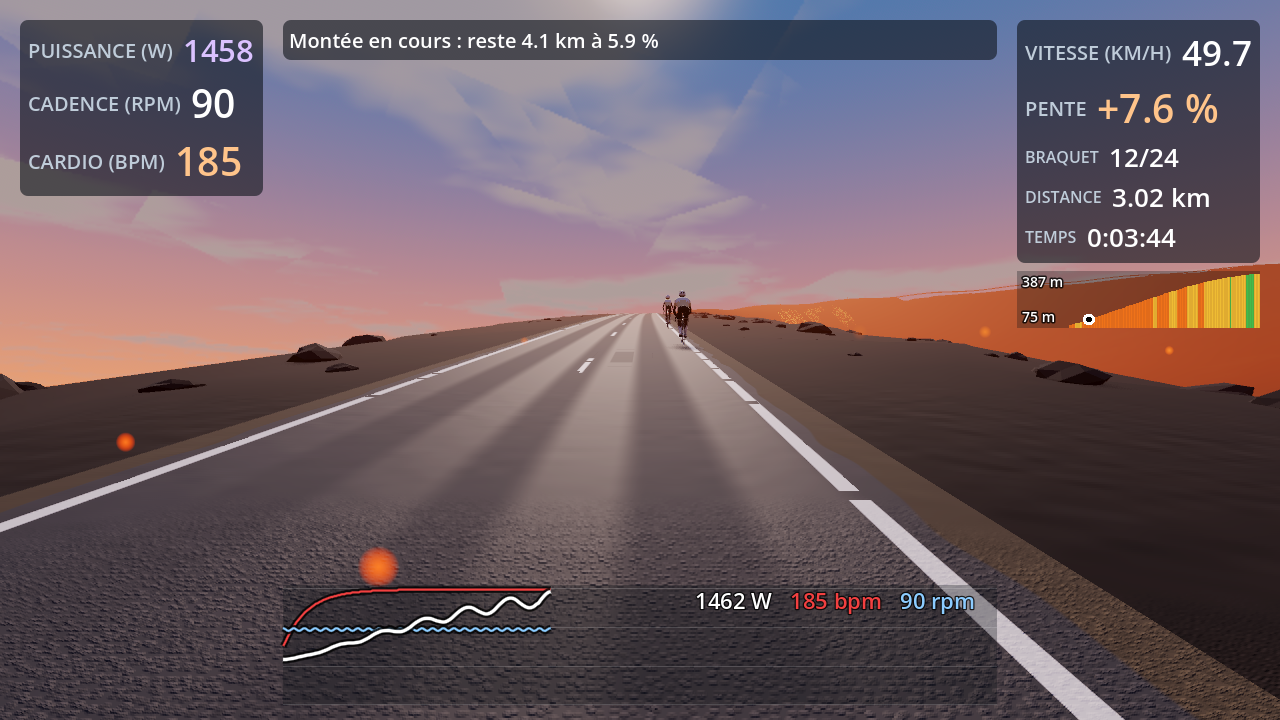 PUISSANCE (W) 1458
CADENCE (RPM) 90
CARDIO (BPM) 185
Montée en cours : reste 4.1 km à 5.9 %
VITESSE (KM/H) 49.7
PENTE +7.6 %
BRAQUET 12/24
DISTANCE 3.02 km
TEMPS 0:03:44
387 m
75 m
1462 W 185 bpm 90 rpm